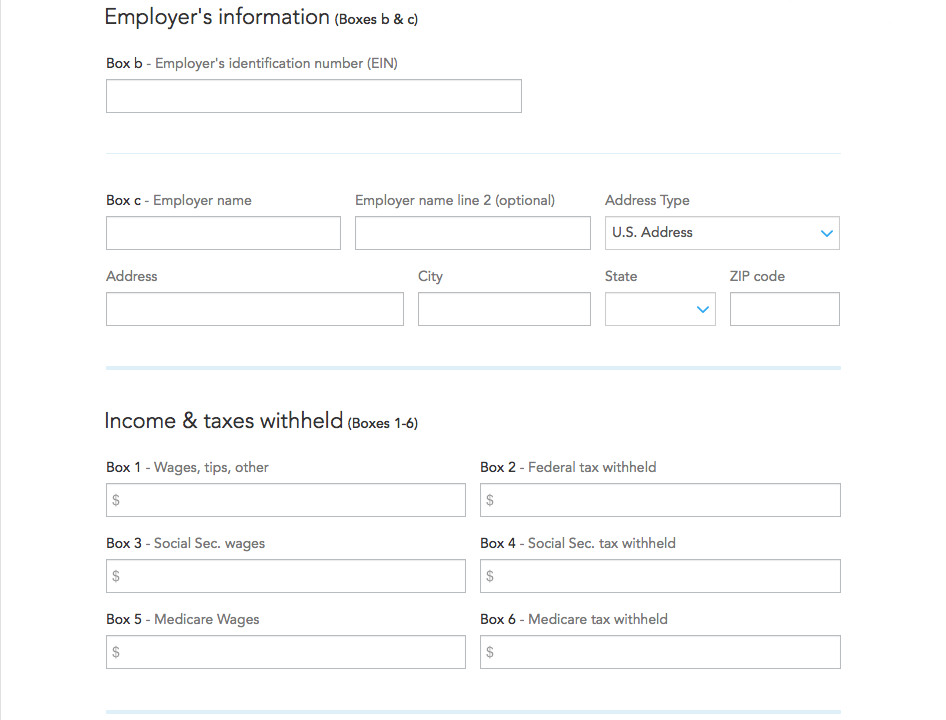 Employer's information (Boxes b & c)
Box b - Employer's identification number (EIN)
Box c - Employer name
Employer name line 2 (optional)
Address Type
U.S. Address
Address
City
State
ZIP code
Income & taxes withheld (Boxes 1-6)
Box 1 - Wages, tips, other
Box 2 - Federal tax withheld
$
$
Box 3 - Social Sec. wages
Box 4 - Social Sec. tax withheld
$
$
Box 5 - Medicare Wages
Box 6 - Medicare tax withheld
$
$